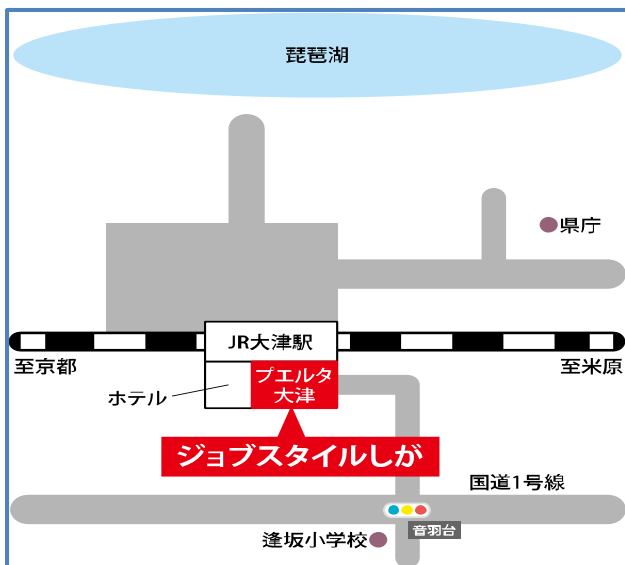 琵琶湖
県庁
JR大津駅
至京都
至米原
プエルタ
大津
ホテル
ジョブスタイルしが
国道1号線
音羽台
逢坂小学校